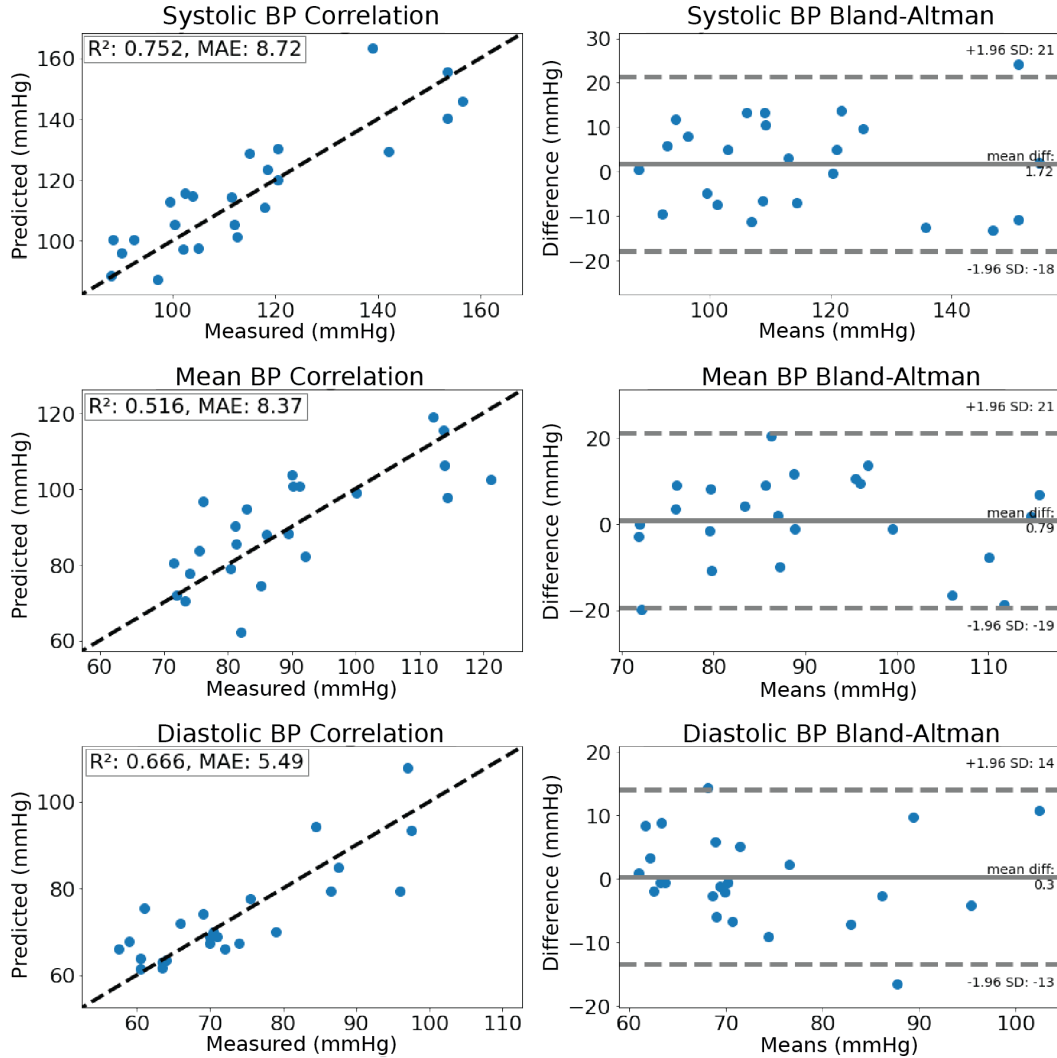 Systolic BP Correlation
R²: 0.752, MAE: 8.72
160
140
120
100
Predicted (mmHg)
100
120
140
160
Measured (mmHg)
Systolic BP Bland-Altman
30
20
10
0
−10
−20
Difference (mmHg)
+1.96 SD: 21
mean diff:
1.72
-1.96 SD: -18
100
120
140
Means (mmHg)
Mean BP Correlation
R²: 0.516, MAE: 8.37
120
100
80
60
Predicted (mmHg)
60
70
80
90
100
110
120
Measured (mmHg)
Mean BP Bland-Altman
20
0
−20
Difference (mmHg)
+1.96 SD: 21
mean diff:
0.79
-1.96 SD: -19
70
80
90
100
110
Means (mmHg)
Diastolic BP Correlation
R²: 0.666, MAE: 5.49
100
80
60
Predicted (mmHg)
60
70
80
90
100
110
Measured (mmHg)
Diastolic BP Bland-Altman
20
10
0
−10
−20
Difference (mmHg)
+1.96 SD: 14
mean diff:
0.3
-1.96 SD: -13
60
70
80
90
100
Means (mmHg)